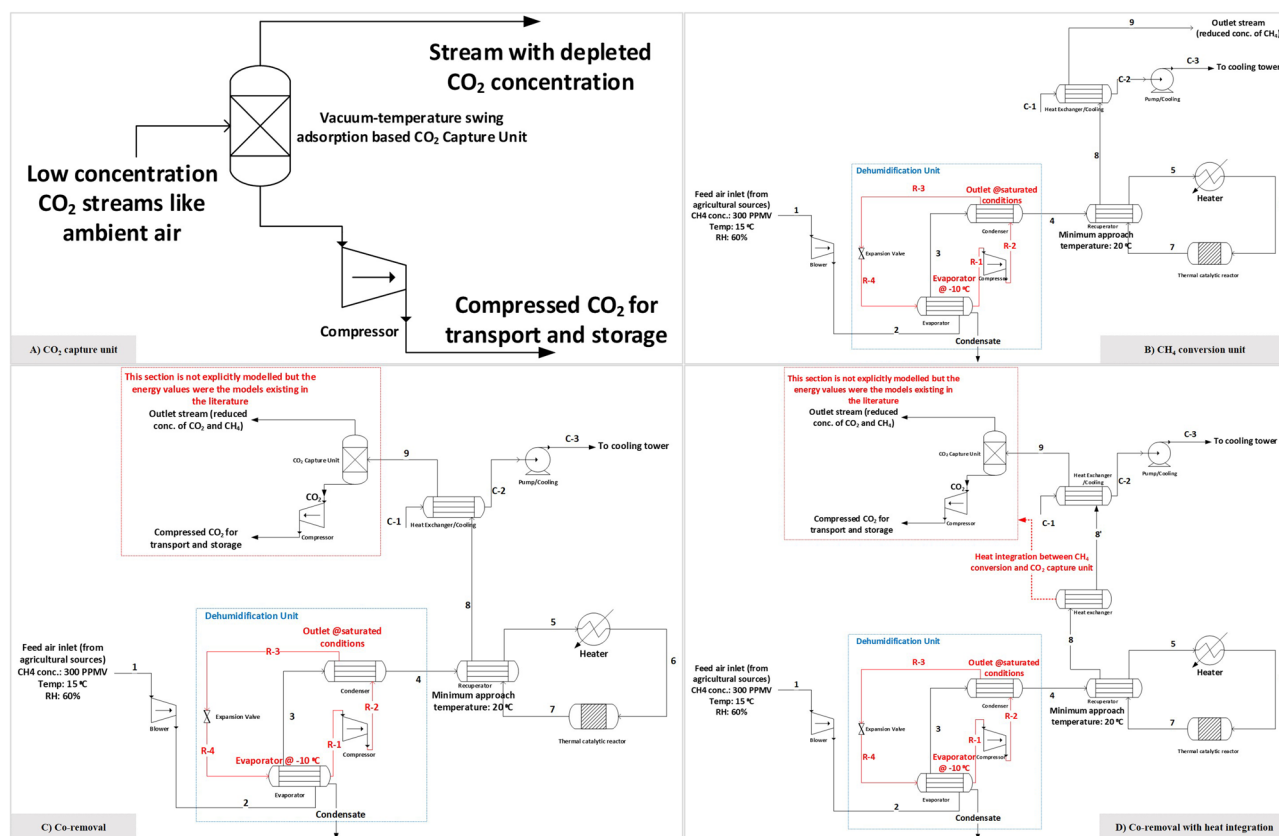 Stream with depleted
CO₂ concentration
Vacuum-temperature swing
adsorption based CO₂ Capture Unit
Low concentration
CO₂ streams like
ambient air
Compressor
Compressed CO₂ for
transport and storage
A) CO₂ capture unit
9
Outlet stream
(reduced conc. of CH₄)
C-3
To cooling tower
C-2
C-1
Pump/Cooling
Heat Exchanger/Cooling
8
5
Heater
Dehumidification Unit
Feed air inlet (from
agricultural sources)
CH4 conc.: 300 PPMV
Temp: 15 °C
RH: 60%
1
Blower
R-3
Outlet @saturated
conditions
Condenser
4
Recuperator
Minimum approach
temperature: 20 °C
7
Thermal catalytic reactor
Expansion Valve
3
R-2
R-1
Compressor
R-4
Evaporator
@ -10 °C
Evaporator
2
Condensate
B) CH₄ conversion unit
This section is not explicitly modelled but the
energy values were the models existing in
the literature
Outlet stream (reduced
conc. of CO₂ and CH₄)
CO₂ Capture Unit
9
C-3
To cooling tower
C-2
Pump/Cooling
CO₂
C-1
Heat Exchanger/Cooling
Compressed CO₂ for
transport and storage
Compressor
8
5
Heater
6
Dehumidification Unit
Feed air inlet (from
agricultural sources)
CH4 conc.: 300 PPMV
Temp: 15 °C
RH: 60%
1
Blower
R-3
Outlet @saturated
conditions
Condenser
4
Recuperator
Minimum approach
temperature: 20 °C
7
Thermal catalytic reactor
Expansion Valve
3
R-2
R-1
Compressor
R-4
Evaporator @ -10 °C
Evaporator
2
Condensate
C) Co-removal
This section is not explicitly modelled but the
energy values were the models existing in
the literature
Outlet stream (reduced
conc. of CO₂ and CH₄)
CO₂ Capture Unit
9
C-3
To cooling tower
Heat Exchanger
/Cooling
C-2
Pump/Cooling
CO₂
C-1
Compressed CO₂ for
transport and storage
Compressor
8'
Heat integration between CH₄
conversion and CO₂ capture unit
Heat exchanger
8
5
Heater
Dehumidification Unit
Feed air inlet (from
agricultural sources)
CH4 conc.: 300 PPMV
Temp: 15 °C
RH: 60%
1
Blower
R-3
Outlet @saturated
conditions
Condenser
4
Recuperator
Minimum approach
temperature: 20 °C
7
Thermal catalytic reactor
Expansion Valve
3
R-2
R-1
Compressor
R-4
Evaporator
@ -10 °C
Evaporator
2
Condensate
D) Co-removal with heat integration